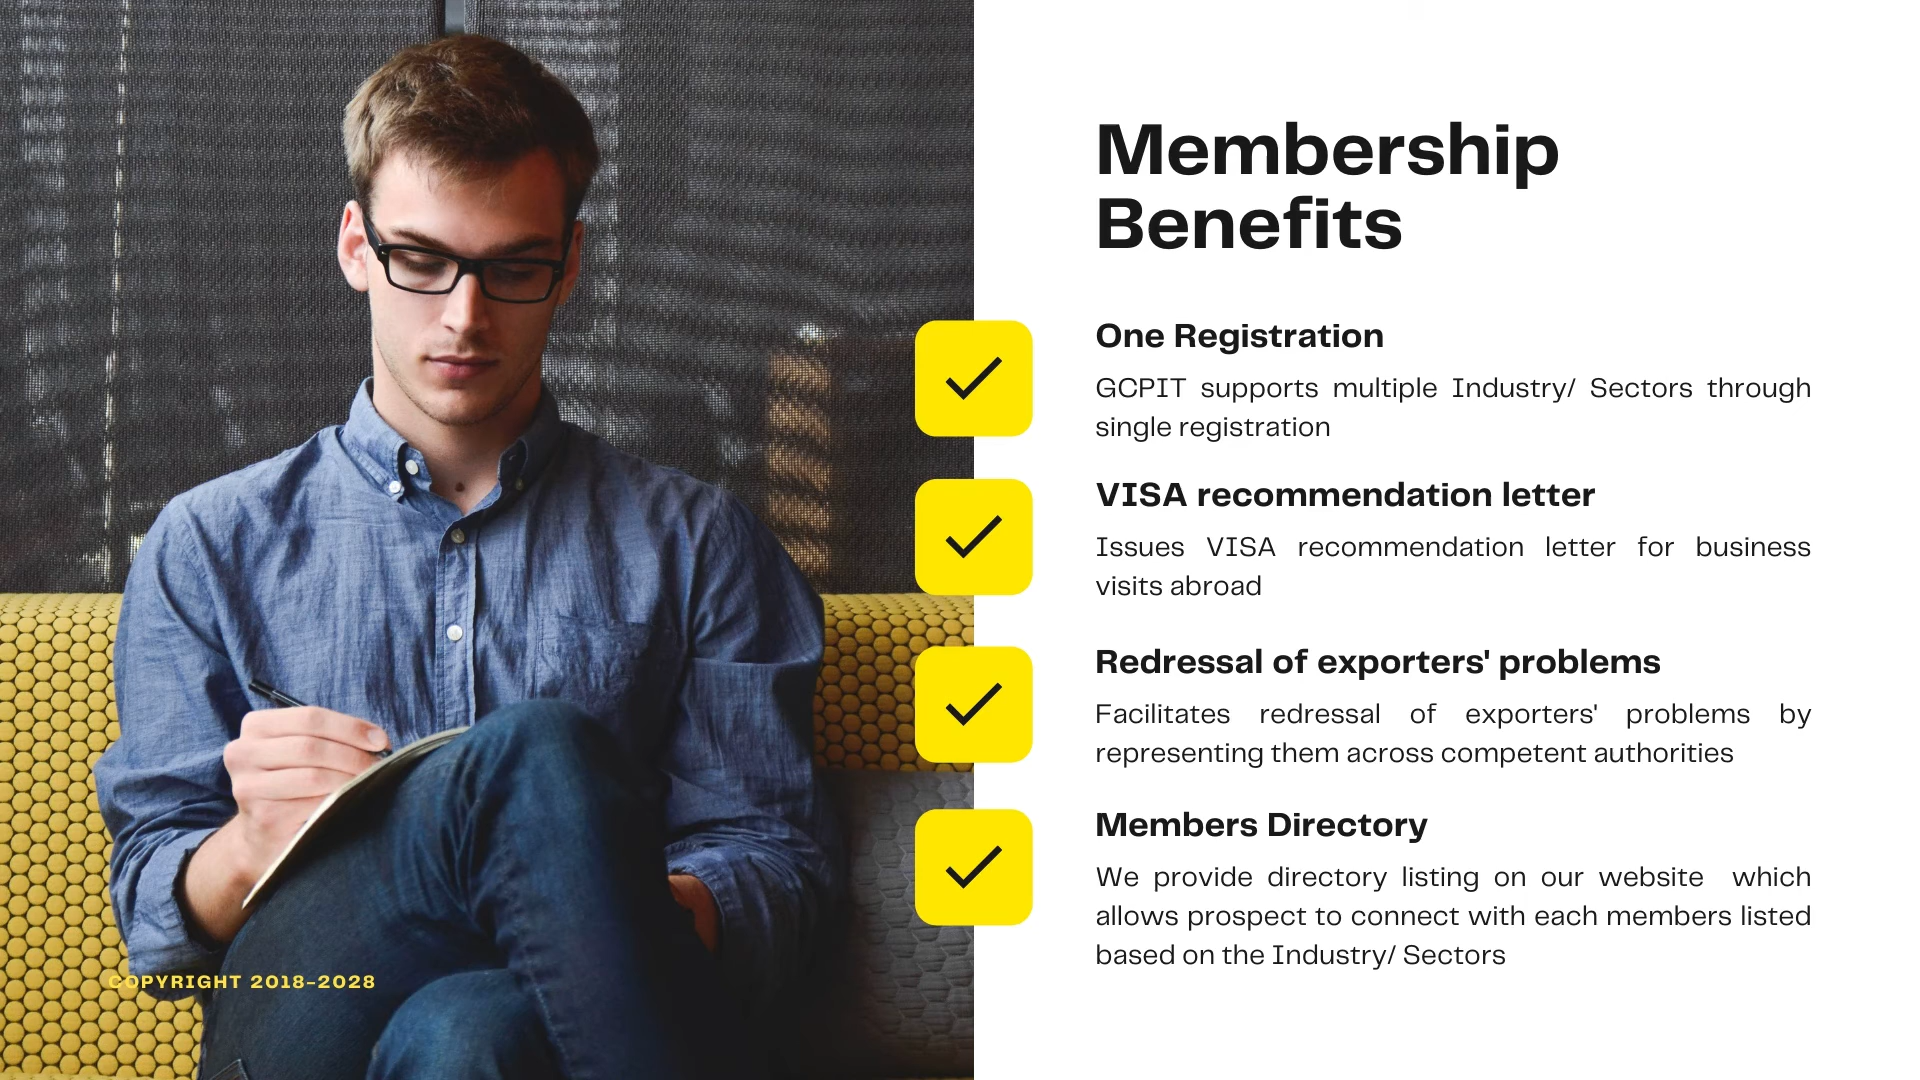 Membership
Benefits
One Registration
GCPIT supports multiple Industry/ Sectors through
single registration
VISA recommendation letter
Issues VISA recommendation letter for business
visits abroad
Redressal of exporters' problems
Facilitates redressal of exporters' problems by
representing them across competent authorities
Members Directory
We provide directory listing on our website which
allows prospect to connect with each members listed
based on the Industry/ Sectors
COPYRIGHT 2018-2028